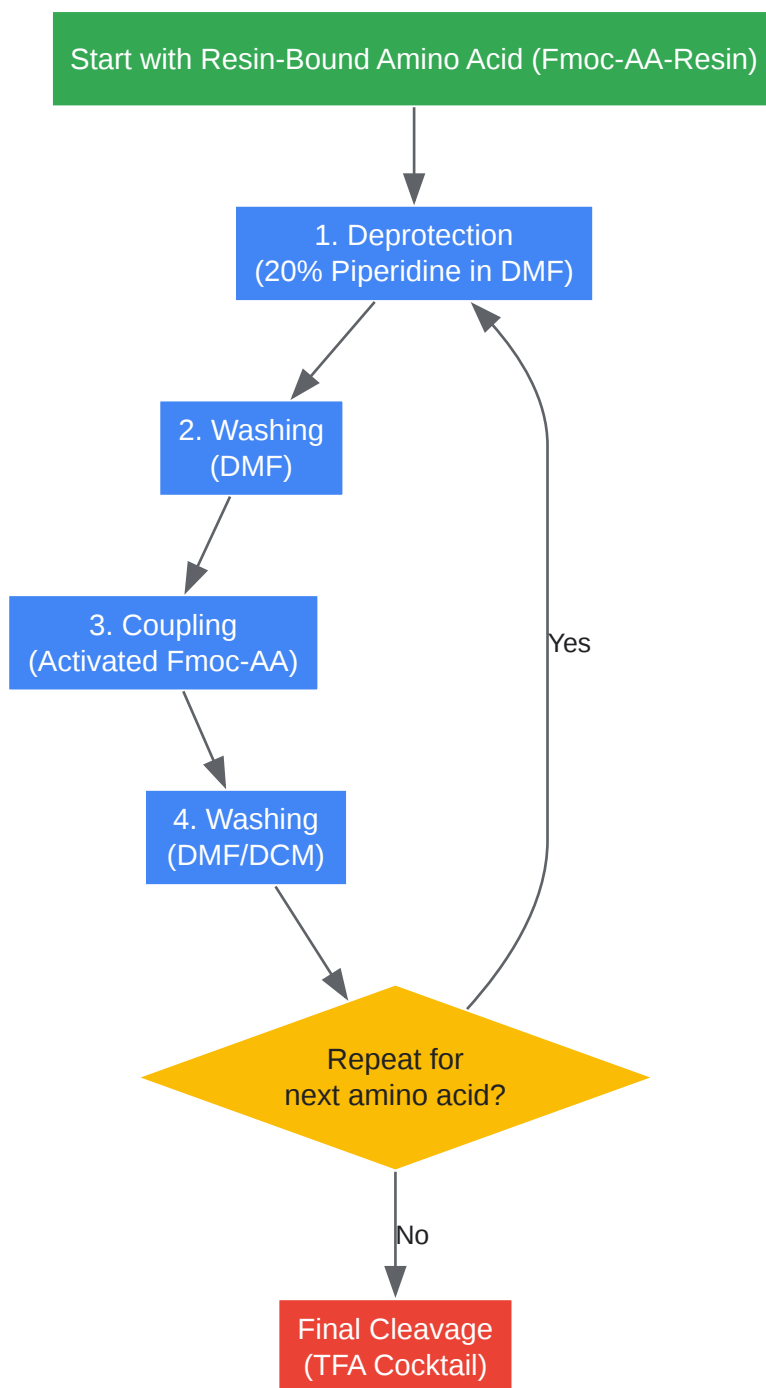 Start with Resin-Bound Amino Acid (Fmoc-AA-Resin)
1. Deprotection
(20% Piperidine in DMF)
2. Washing
(DMF)
3. Coupling
(Activated Fmoc-AA)
Yes
4. Washing
(DMF/DCM)
Repeat for
next amino acid?
No
Final Cleavage
(TFA Cocktail)